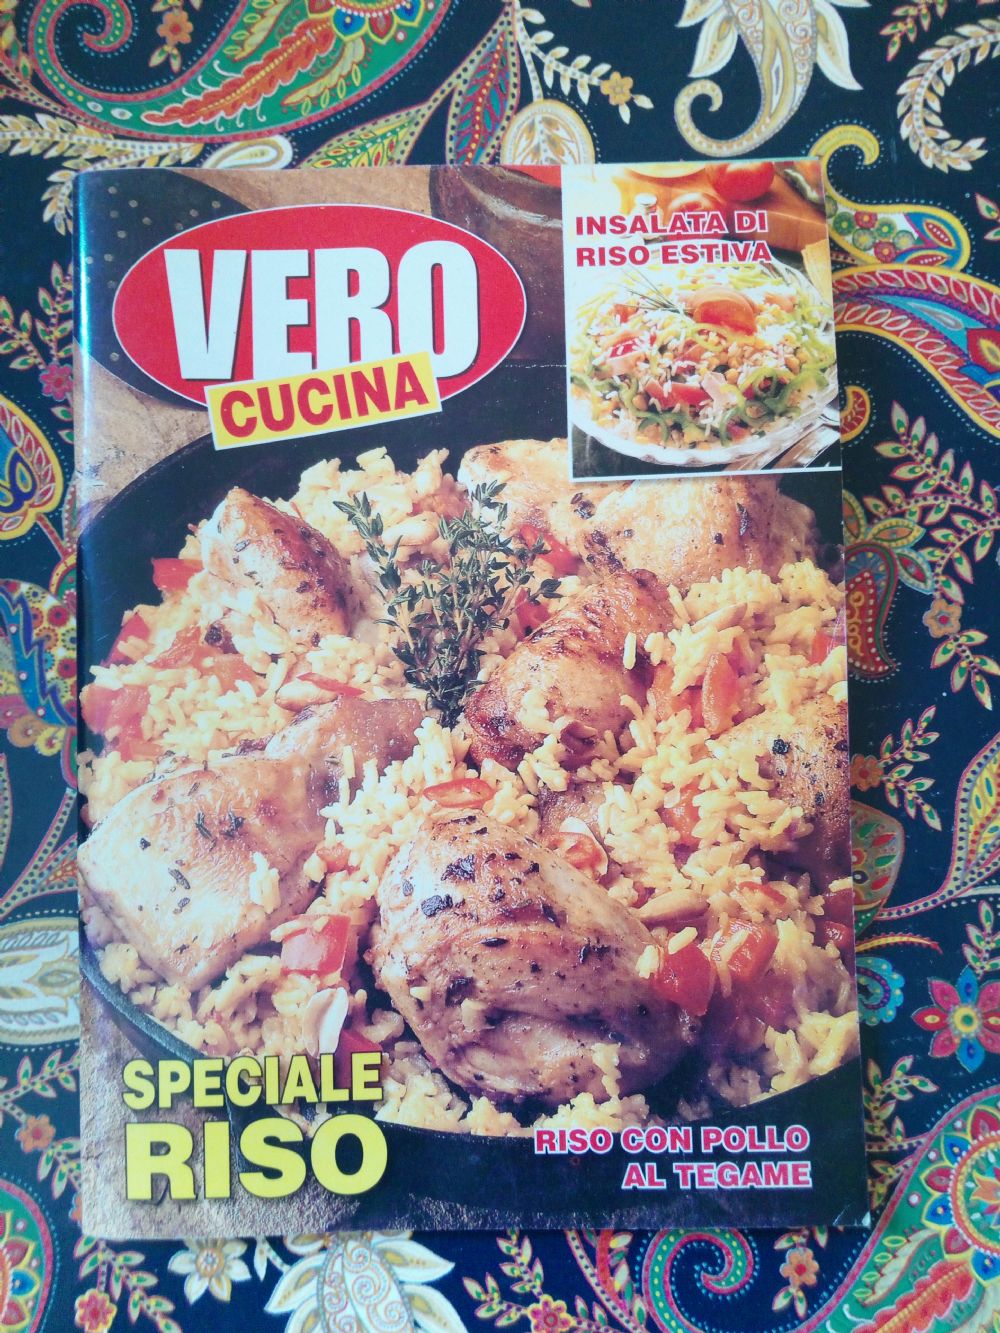 VERO
CUCINA
INSALATA DI
RISO ESTIVA
SPECIALE
RISO
RISO CON POLLO
AL TEGAME